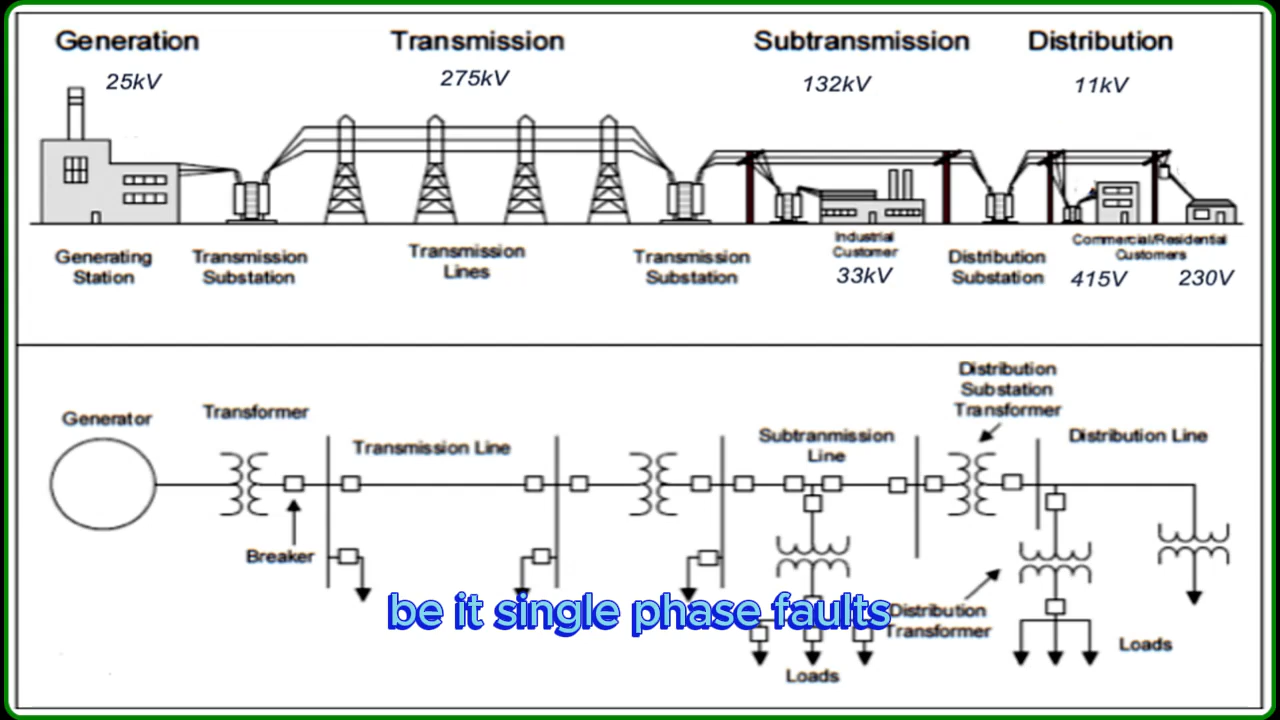 Generation
Transmission
Subtransmission
Distribution
25kV
275kV
132kV
11kV
Generating
Station
Transmission
Substation
Transmission
Lines
Transmission
Substation
Industrial
Customer
33kV
Distribution
Substation
Commercial/Residential
Customers
415V
230V
Generator
Transformer
Breaker
Transmission Line
Subtranmission
Line
Distribution
Substation
Transformer
Distribution Line
Distribution
Transformer
Loads
Loads
be it single phase faults